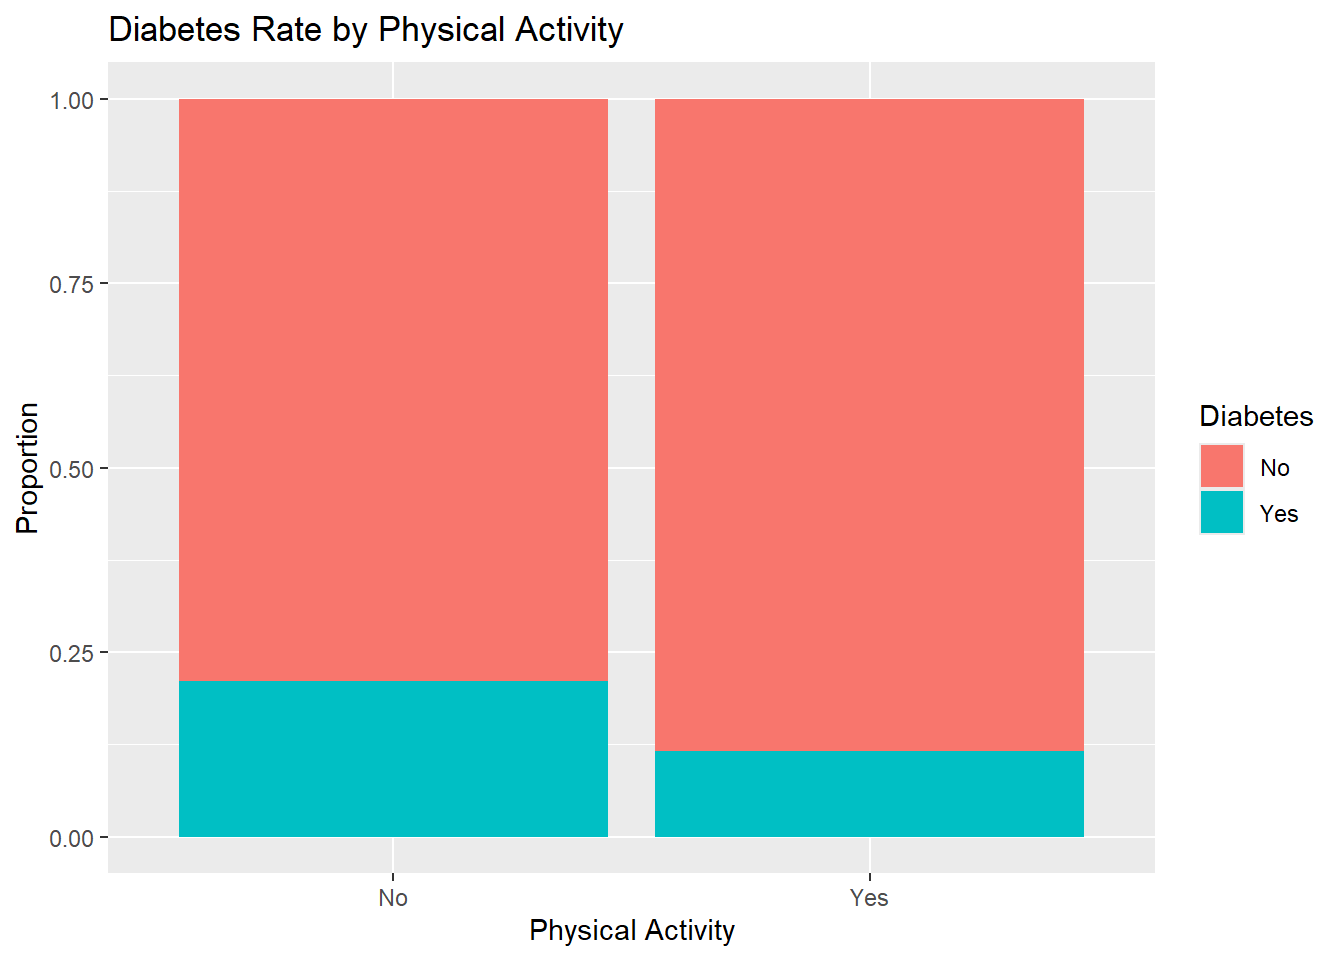 Diabetes Rate by Physical Activity
1.00
0.75
0.50
0.25
0.00
Proportion
No
Yes
Physical Activity
Diabetes
No
Yes